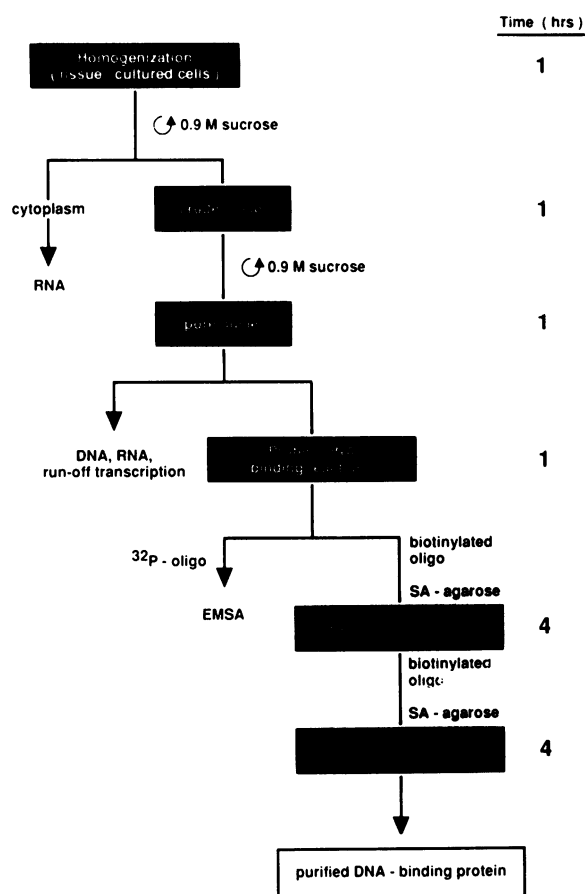 Time ( hrs )
Homogenization
( tissue cultured cells )
1
0.9 M sucrose
cytoplasm
1
RNA
0.9 M sucrose
1
DNA, RNA,
run-off transcription
binding
1
32P - oligo
biotinylated
oligo
EMSA
SA - agarose
4
biotinylated
oligo
SA - agarose
4
purified DNA - binding protein